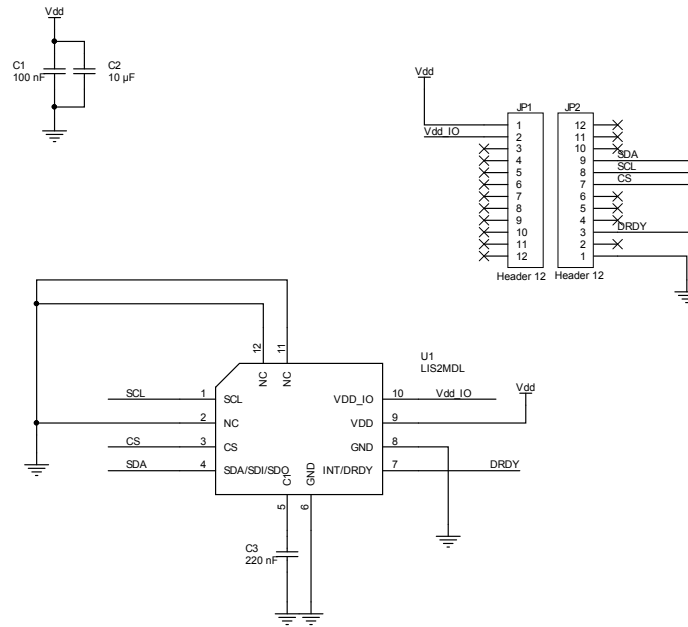 Vdd
C1
100 nF
C2
10 µF
Vdd
JP1
JP2
Vdd_IO
1
2
3
4
5
6
7
8
9
10
11
12
12
11
10
9
8
7
6
5
4
3
2
1
SDA
SCL
CS
DRDY
Header 12
Header 12
12
11
NC
NC
U1
LIS2MDL
SCL
1
SCL
VDD_IO
10
Vdd_IO
Vdd
2
NC
VDD
9
CS
3
CS
GND
8
SDA
4
SDA/SDI/SDO
C1
GND
INT/DRDY
7
DRDY
5
6
C3
220 nF